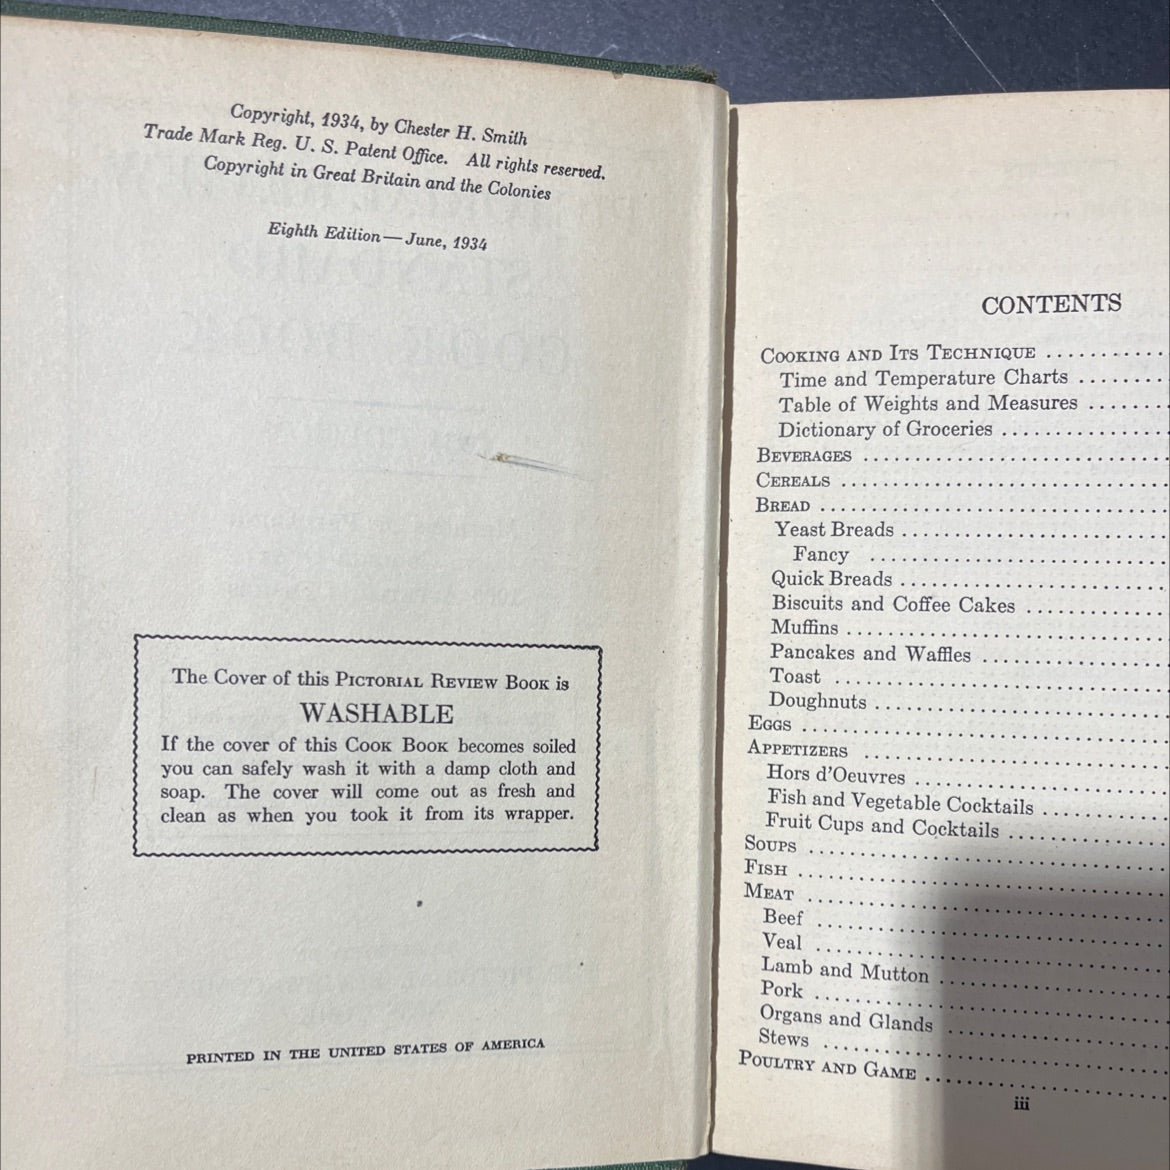 Copyright, 1934, by Chester H. Smith
Trade Mark Reg. U. S. Patent Office. All rights reserved.
Copyright in Great Britain and the Colonies
Eighth Edition—June, 1934
The Cover of this PICTORIAL REVIEW BOOK is
WASHABLE
If the cover of this COOK BOOK becomes soiled
you can safely wash it with a damp cloth and
soap. The cover will come out as fresh and
clean as when you took it from its wrapper.
PRINTED IN THE UNITED STATES OF AMERICA
CONTENTS
COOKING AND ITS TECHNIQUE ..........
Time and Temperature Charts ........
Table of Weights and Measures ........
Dictionary of Groceries ..............
BEVERAGES ..........................
CEREALS ............................
BREAD ..............................
Yeast Breads ......................
Fancy ..........................
Quick Breads ......................
Biscuits and Coffee Cakes ............
Muffins ............................
Pancakes and Waffles ................
Toast ..............................
Doughnuts ..........................
EGGS ................................
APPETIZERS ..........................
Hors d'Oeuvres ......................
Fish and Vegetable Cocktails ..........
Fruit Cups and Cocktails ..............
SOUPS ................................
FISH ................................
MEAT ................................
Beef ..............................
Veal ..............................
Lamb and Mutton ....................
Pork ..............................
Organs and Glands ..................
Stews ..............................
POULTRY AND GAME ....................
iii